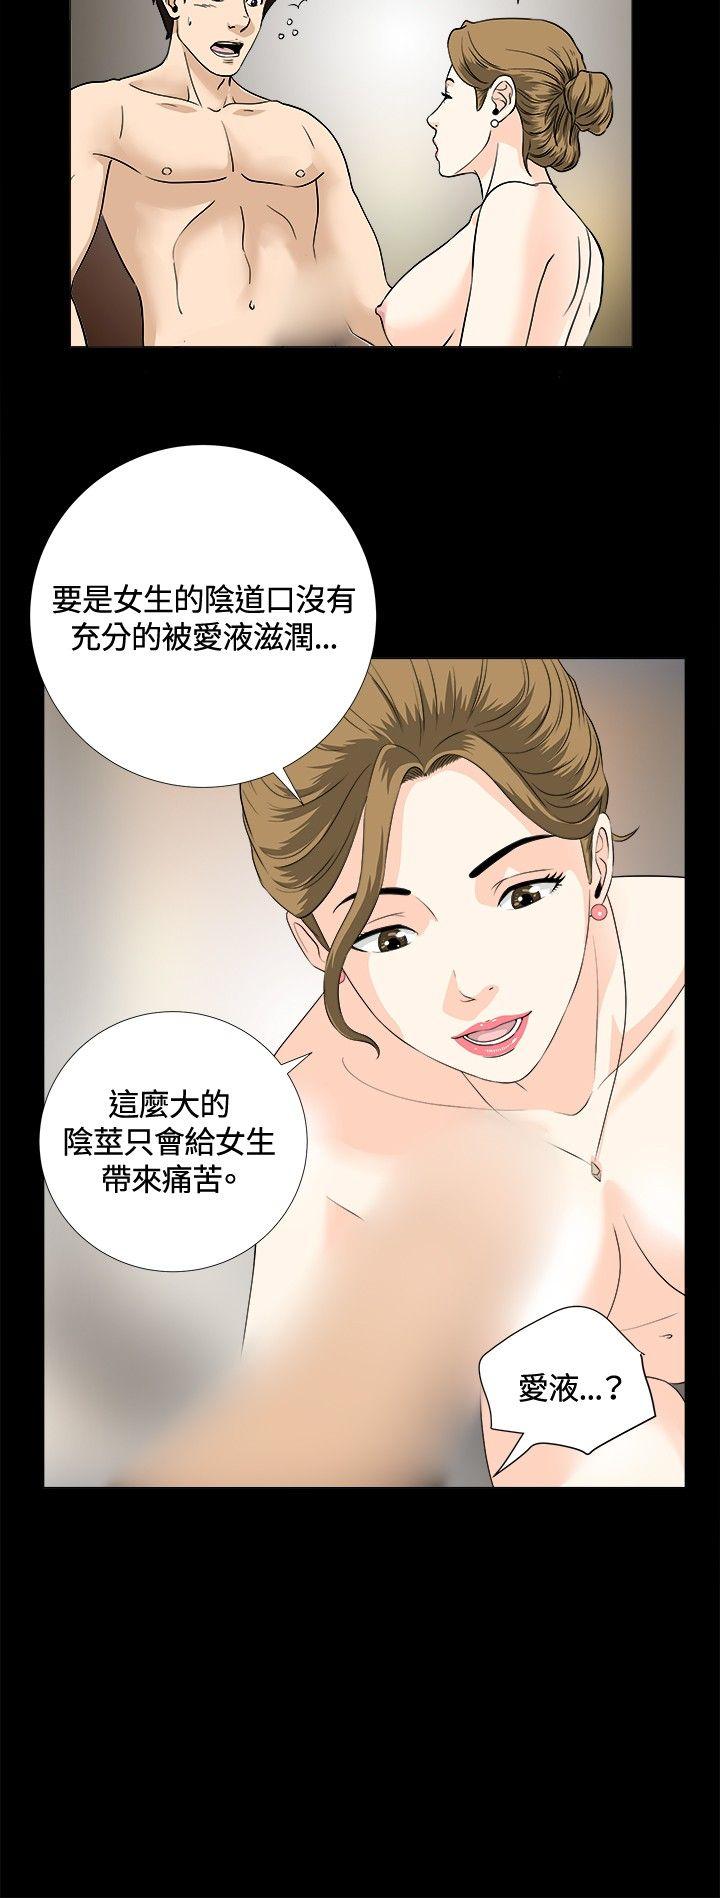 要是女生的陰道口沒有
充分的被愛液滋潤...
這麼大的
陰莖只會給女生
帶來痛苦。
愛液...?